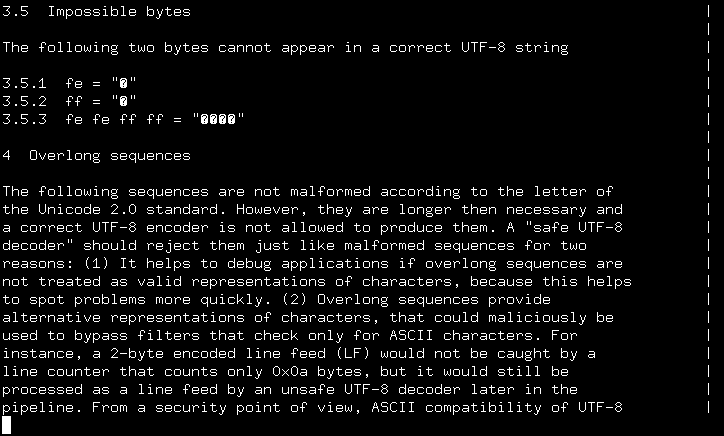 3.5  Impossible bytes                                                         |
                                                                              |
The following two bytes cannot appear in a correct UTF-8 string               |
                                                                              |
3.5.1  fe = "�"                                                               |
3.5.2  ff = "�"                                                               |
3.5.3  fe fe ff ff = "����"                                                   |
                                                                              |
4  Overlong sequences                                                         |
                                                                              |
The following sequences are not malformed according to the letter of          |
the Unicode 2.0 standard. However, they are longer then necessary and         |
a correct UTF-8 encoder is not allowed to produce them. A "safe UTF-8         |
decoder" should reject them just like malformed sequences for two             |
reasons: (1) It helps to debug applications if overlong sequences are         |
not treated as valid representations of characters, because this helps        |
to spot problems more quickly. (2) Overlong sequences provide                 |
alternative representations of characters, that could maliciously be          |
used to bypass filters that check only for ASCII characters. For              |
instance, a 2-byte encoded line feed (LF) would not be caught by a            |
line counter that counts only 0x0a bytes, but it would still be               |
processed as a line feed by an unsafe UTF-8 decoder later in the              |
pipeline. From a security point of view, ASCII compatibility of UTF-8         |